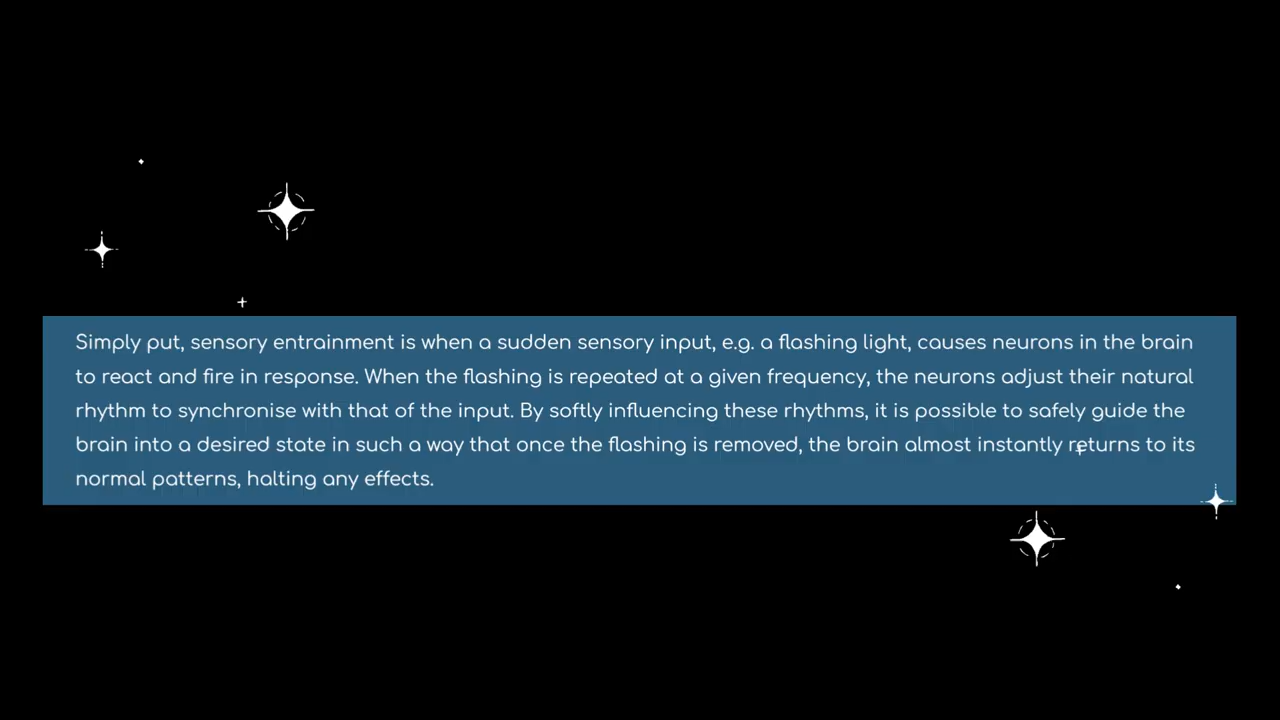 Simply put, sensory entrainment is when a sudden sensory input, e.g. a flashing light, causes neurons in the brain
to react and fire in response. When the flashing is repeated at a given frequency, the neurons adjust their natural
rhythm to synchronise with that of the input. By softly influencing these rhythms, it is possible to safely guide the
brain into a desired state in such a way that once the flashing is removed, the brain almost instantly returns to its
normal patterns, halting any effects.